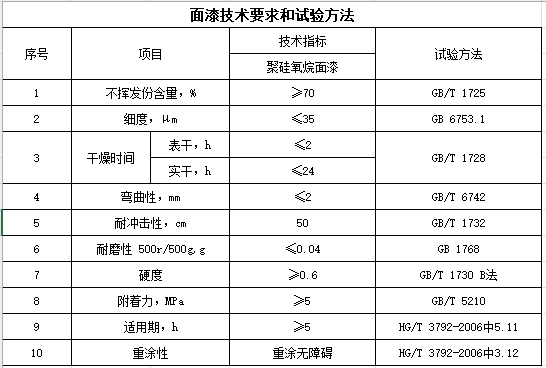 面漆技术要求和试验方法
序号 项目 技术指标 试验方法
聚硅氧烷面漆
1 不挥发份含量，% ≥70 GB/T 1725
2 细度，μm ≤35 GB 6753.1
3 干燥时间 表干，h ≤2 GB/T 1728
实干，h ≤24
4 弯曲性，mm ≤2 GB/T 6742
5 耐冲击性，cm 50 GB/T 1732
6 耐磨性 500r/500g,g ≤0.04 GB 1768
7 硬度 ≥0.6 GB/T 1730 B法
8 附着力，MPa ≥5 GB/T 5210
9 适用期，h ≥5 HG/T 3792-2006中5.11
10 重涂性 重涂无障碍 HG/T 3792-2006中3.12